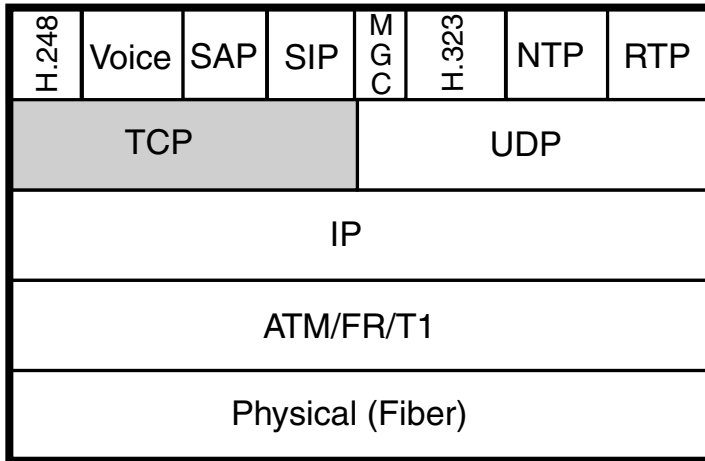 H.248
Voice
SAP
SIP
M
G
C
H.323
NTP
RTP
TCP
UDP
IP
ATM/FR/T1
Physical (Fiber)